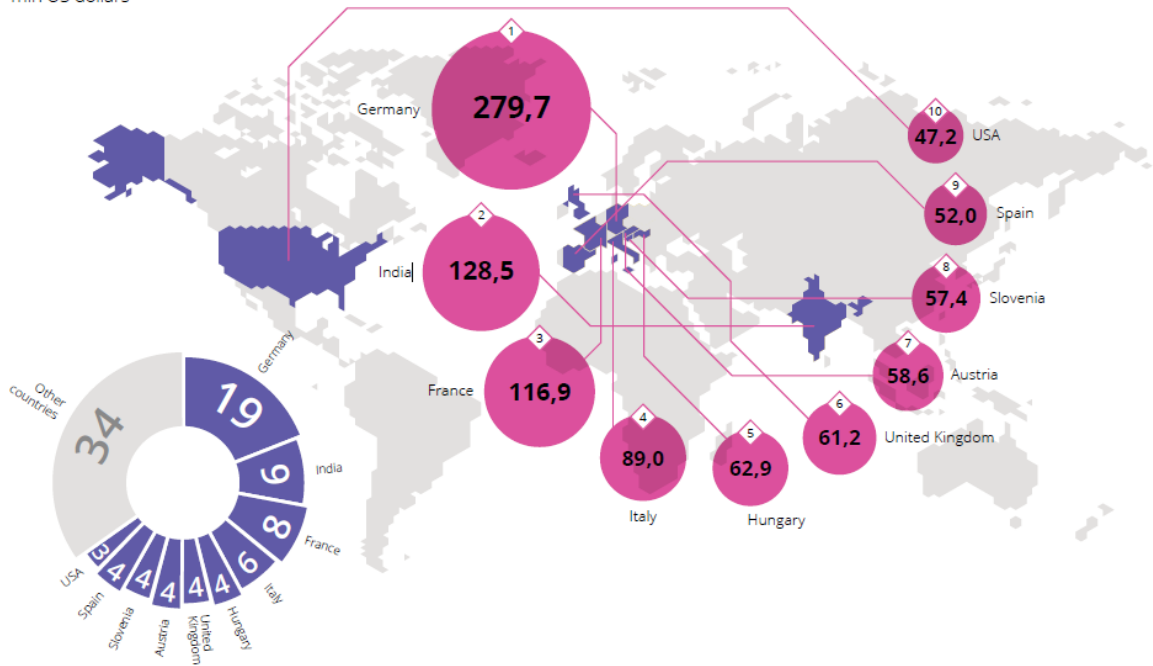 mln US dollars
1
Germany
279,7
2
India
128,5
3
France
116,9
4
89,0
Italy
5
62,9
Hungary
6
61,2
United Kingdom
7
58,6
Austria
8
57,4
Slovenia
9
52,0
Spain
10
47,2
USA
Other
countries
34
Germany
19
India
9
France
8
Italy
6
Hungary
4
United
Kingdom
4
Austria
4
Slovenia
4
Spain
4
USA
3